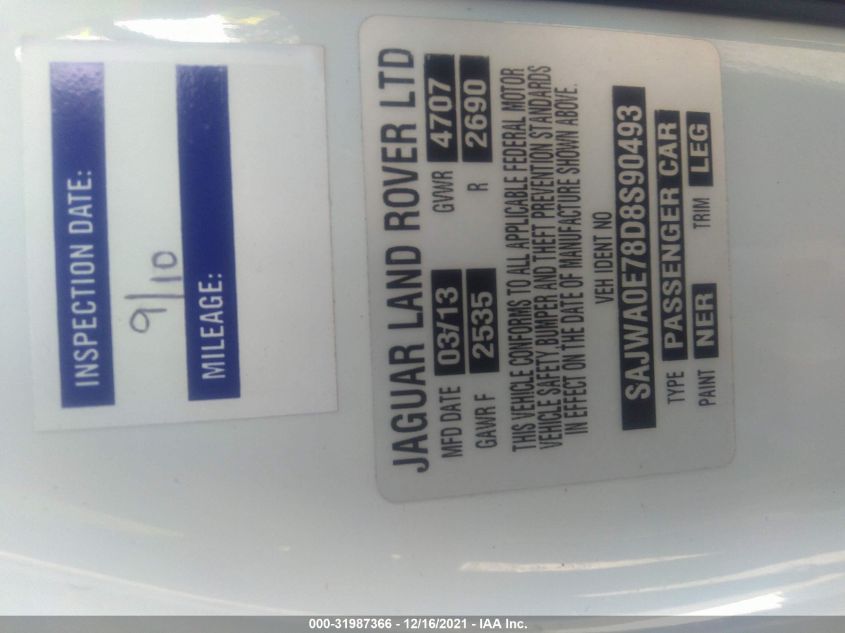 INSPECTION DATE:
9/10
MILEAGE:
JAGUAR LAND ROVER LTD
MFD DATE 03/13 GVWR 4707
GAWR F 2535 R 2690
THIS VEHICLE CONFORMS TO ALL APPLICABLE FEDERAL MOTOR
VEHICLE SAFETY, BUMPER AND THEFT PREVENTION STANDARDS
IN EFFECT ON THE DATE OF MANUFACTURE SHOWN ABOVE.
VEH IDENT NO
SAJWA0E78D8S90493
TYPE PASSENGER CAR
PAINT NER TRIM LEG
000-31987366 - 12/16/2021 - IAA Inc.